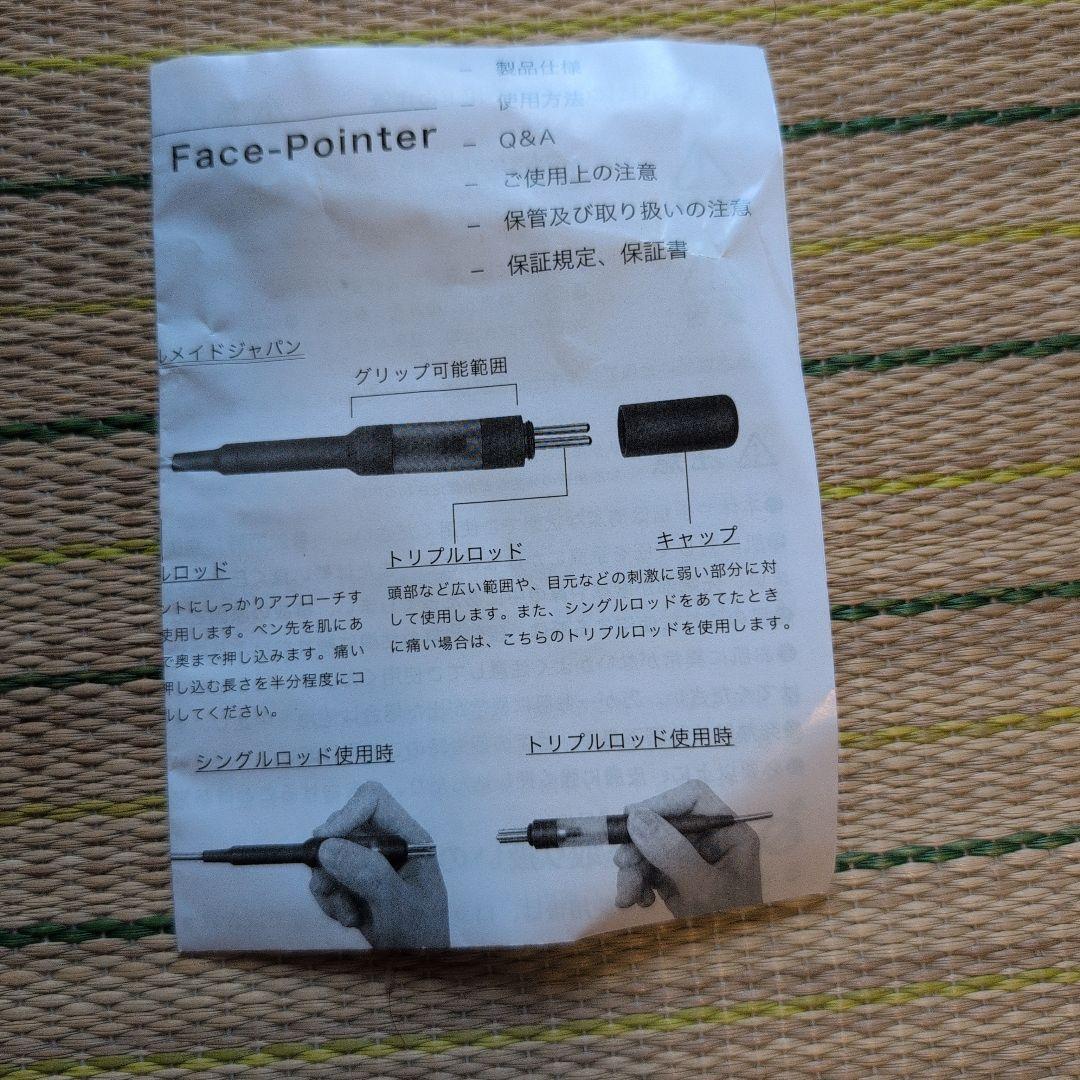 – 製品仕様
– 使用方法
Face-Pointer
– Q&A
– ご使用上の注意
– 保管及び取り扱いの注意
– 保証規定、保証書
ルメイドジャパン
グリップ可能範囲
トリプルロッド
キャップ
頭部など広い範囲や、目元などの刺激に弱い部分に対
して使用します。また、シングルロッドをあてたとき
に痛い場合は、こちらのトリプルロッドを使用します。
ルロッド
ントにしっかりアプローチす
使用します。ペン先を肌にあ
で奥まで押し込みます。痛い
押し込む長さを半分程度にコ
ルしてください。
シングルロッド使用時
トリプルロッド使用時